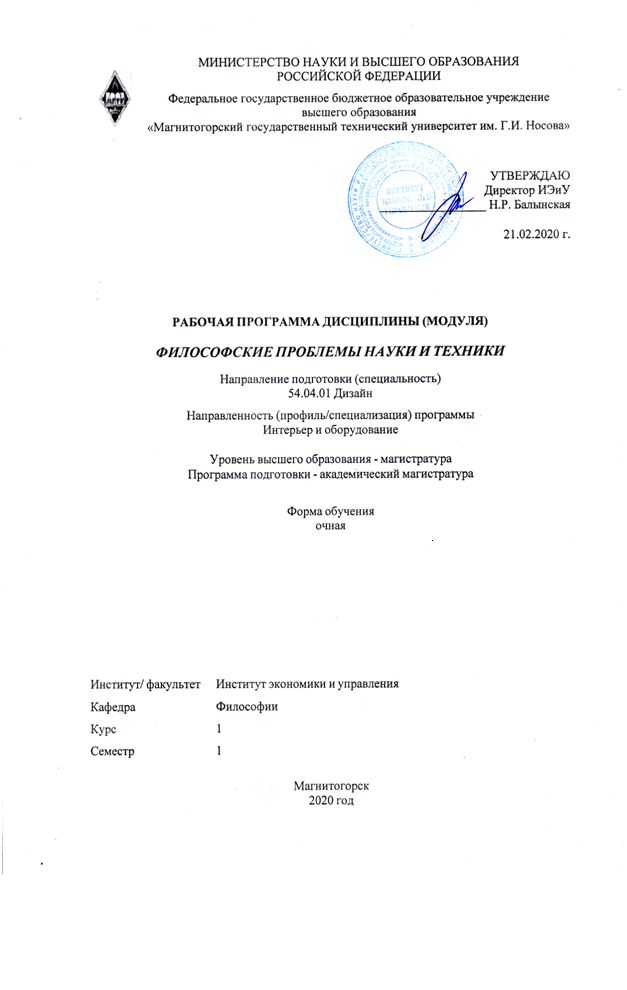 МИНИСТЕРСТВО НАУКИ И ВЫСШЕГО ОБРАЗОВАНИЯ
РОССИЙСКОЙ ФЕДЕРАЦИИ
Федеральное государственное бюджетное образовательное учреждение
высшего образования
«Магнитогорский государственный технический университет им. Г.И. Носова»
УТВЕРЖДАЮ
Директор ИЭиУ
Н.Р. Балынская
21.02.2020 г.
РАБОЧАЯ ПРОГРАММА ДИСЦИПЛИНЫ (МОДУЛЯ)
ФИЛОСОФСКИЕ ПРОБЛЕМЫ НАУКИ И ТЕХНИКИ
Направление подготовки (специальность)
54.04.01 Дизайн
Направленность (профиль/специализация) программы
Интерьер и оборудование
Уровень высшего образования - магистратура
Программа подготовки - академический магистратура
Форма обучения
очная
Институт/ факультет Институт экономики и управления
Кафедра Философии
Курс 1
Семестр 1
Магнитогорск
2020 год